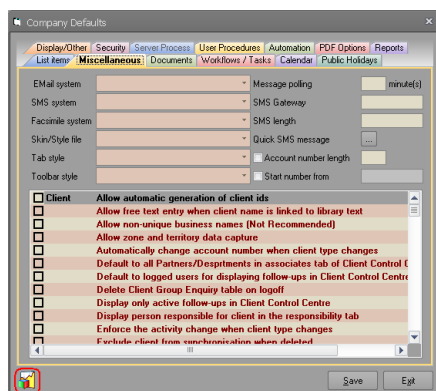 Company Defaults
Display/Other Security Server Process User Procedures Automation PDF Options Reports
List items Miscellaneous Documents Workflows / Tasks Calendar Public Holidays
EMail system Message polling minute(s)
SMS system SMS Gateway
Facsimile system SMS length
Skin/Style file Quick SMS message ...
Tab style Account number length
Toolbar style Start number from
Client Allow automatic generation of client ids
Allow free text entry when client name is linked to library text
Allow non-unique business names (Not Recommended)
Allow zone and territory data capture
Automatically change account number when client type changes
Default to all Partners/Desprtments in associates tab of Client Control C
Default to logged users for displaying follow-ups in Client Control Centre
Delete Client Group Enquiry table on logoff
Display only active follow-ups in Client Control Centre
Display person responsible for client in the responsibility tab
Enforce the activity change when client type changes
Exclude client from synchronisation when deleted
Save Exit